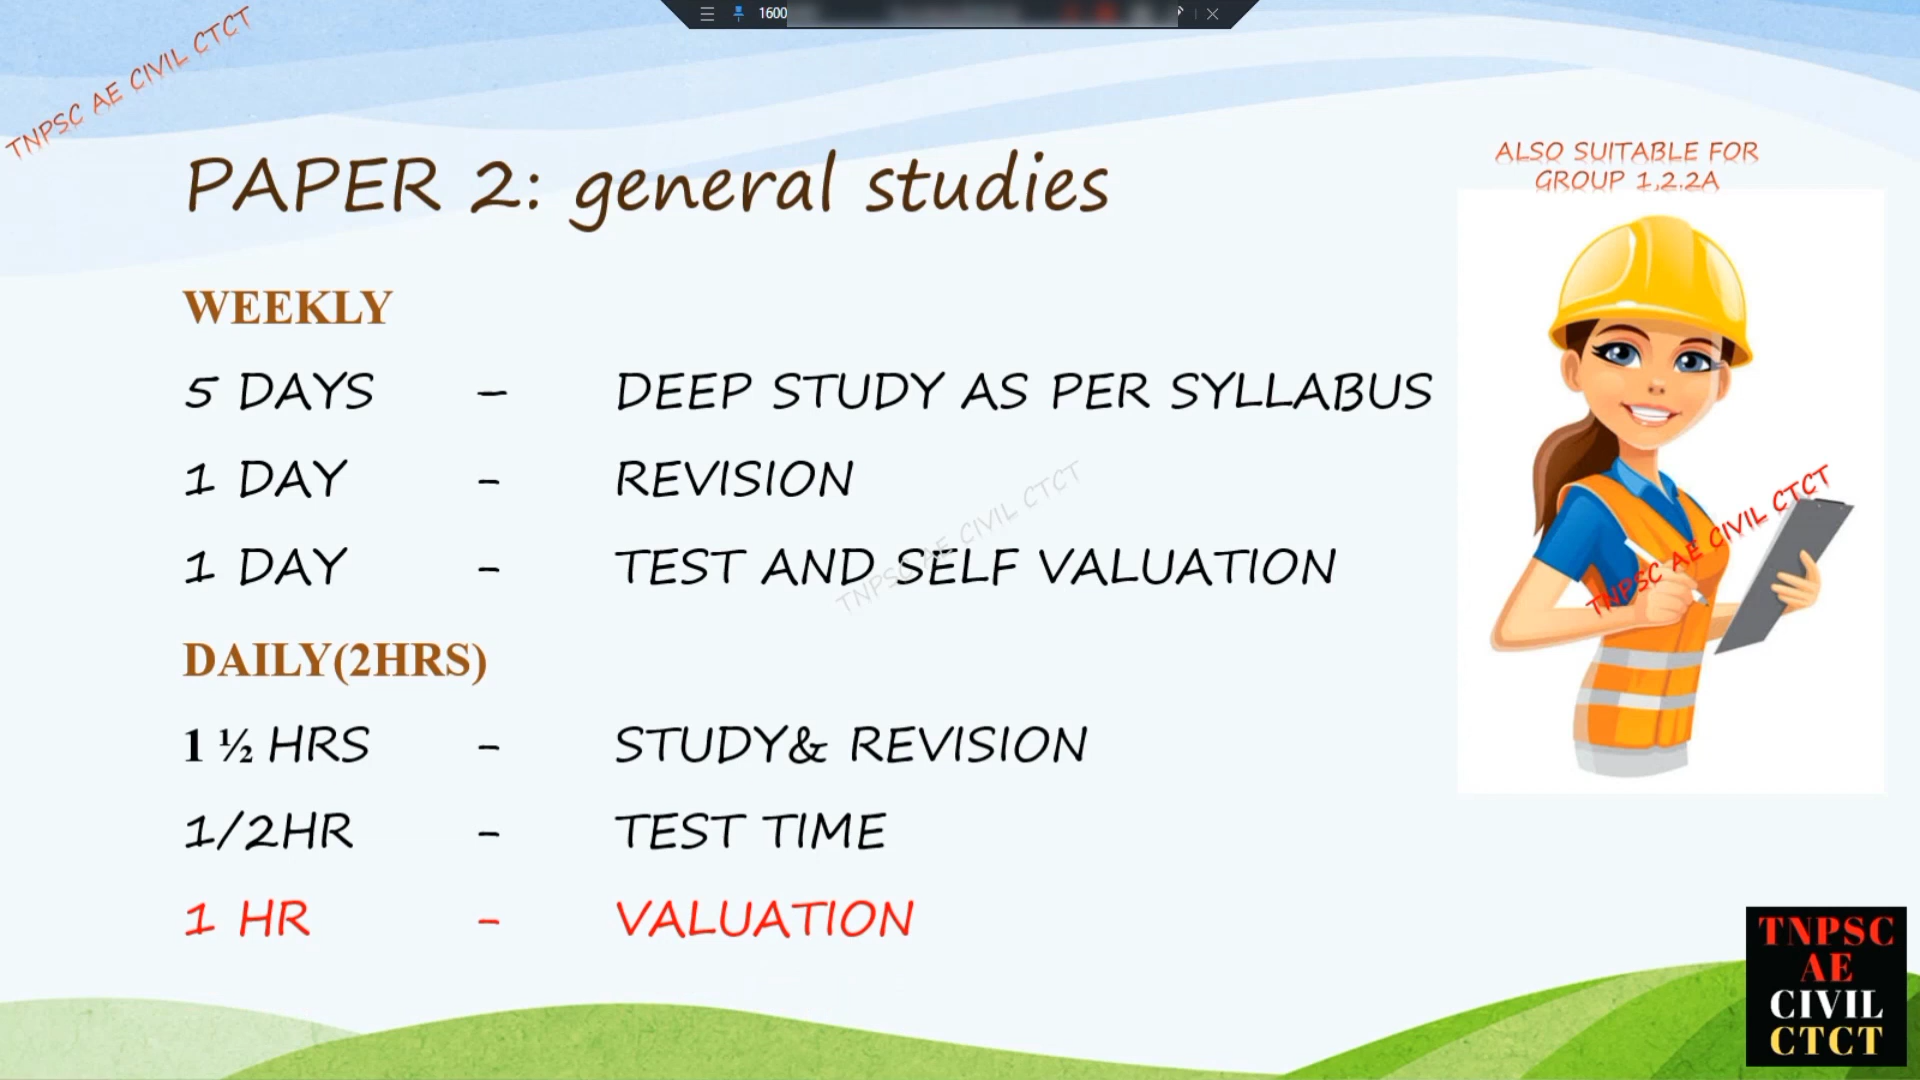 1600
TNPSC AE CIVIL CTCT
PAPER 2: general studies
ALSO SUITABLE FOR
GROUP 1,2.2A
WEEKLY
5 DAYS – DEEP STUDY AS PER SYLLABUS
1 DAY - REVISION
1 DAY - TEST AND SELF VALUATION
TNPSC AE CIVIL CTCT
TNPSC AE CIVIL CTCT
DAILY(2HRS)
1 ½ HRS - STUDY& REVISION
1/2HR - TEST TIME
1 HR - VALUATION
TNPSC
AE
CIVIL
CTCT